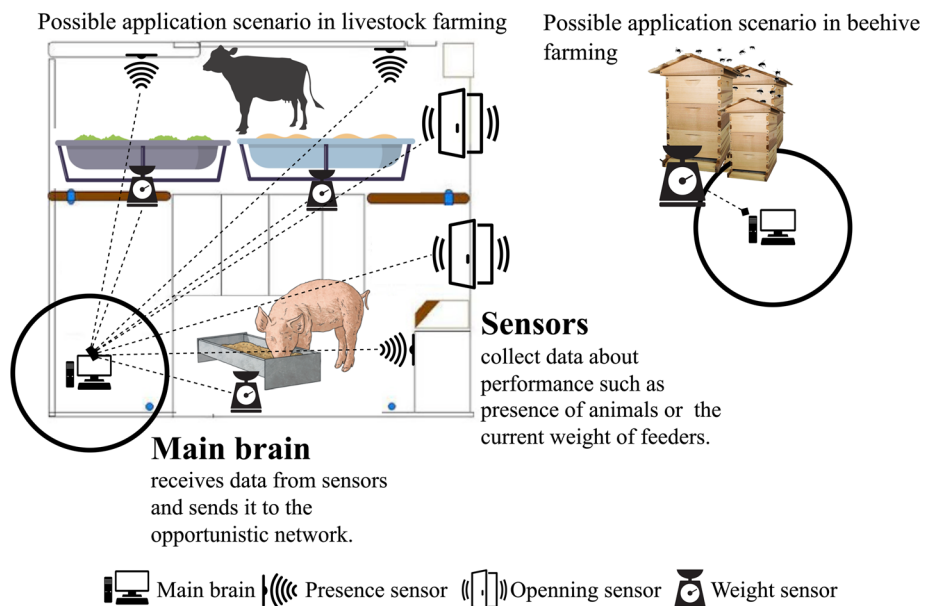 Possible application scenario in livestock farming
Possible application scenario in beehive
farming
Sensors
collect data about
performance such as
presence of animals or the
current weight of feeders.
Main brain
receives data from sensors
and sends it to the
opportunistic network.
Main brain
Presence sensor
Openning sensor
Weight sensor